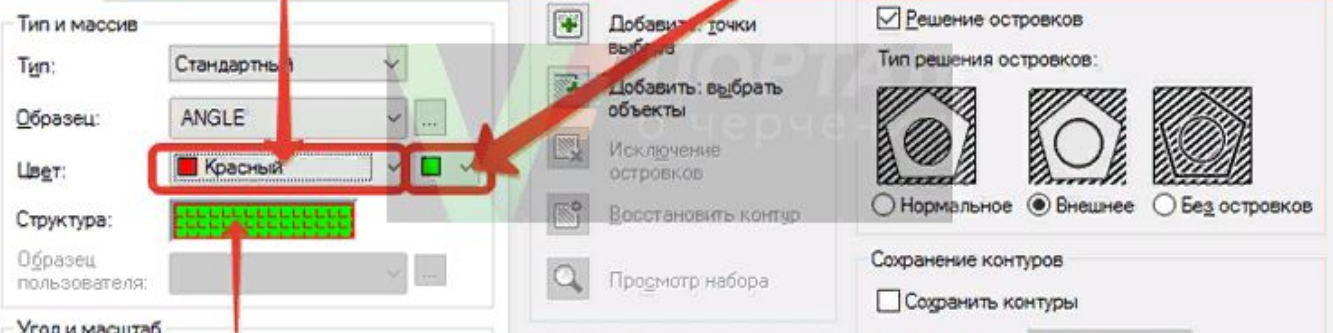 Тип и массив
Тип:
Стандартный
Образец:
ANGLE
...
Цвет:
Красный
Структура:
Образец
пользователя:
...
Угол и масштаб
Добавить: точки
выбора
Добавить: выбрать
объекты
Исключение
островков
Восстановить контур
Просмотр набора
ПОРТАЛ
о черче-
Решение островков
Тип решения островков:
Нормальное
Внешнее
Без островков
Сохранение контуров
Сохранить контуры